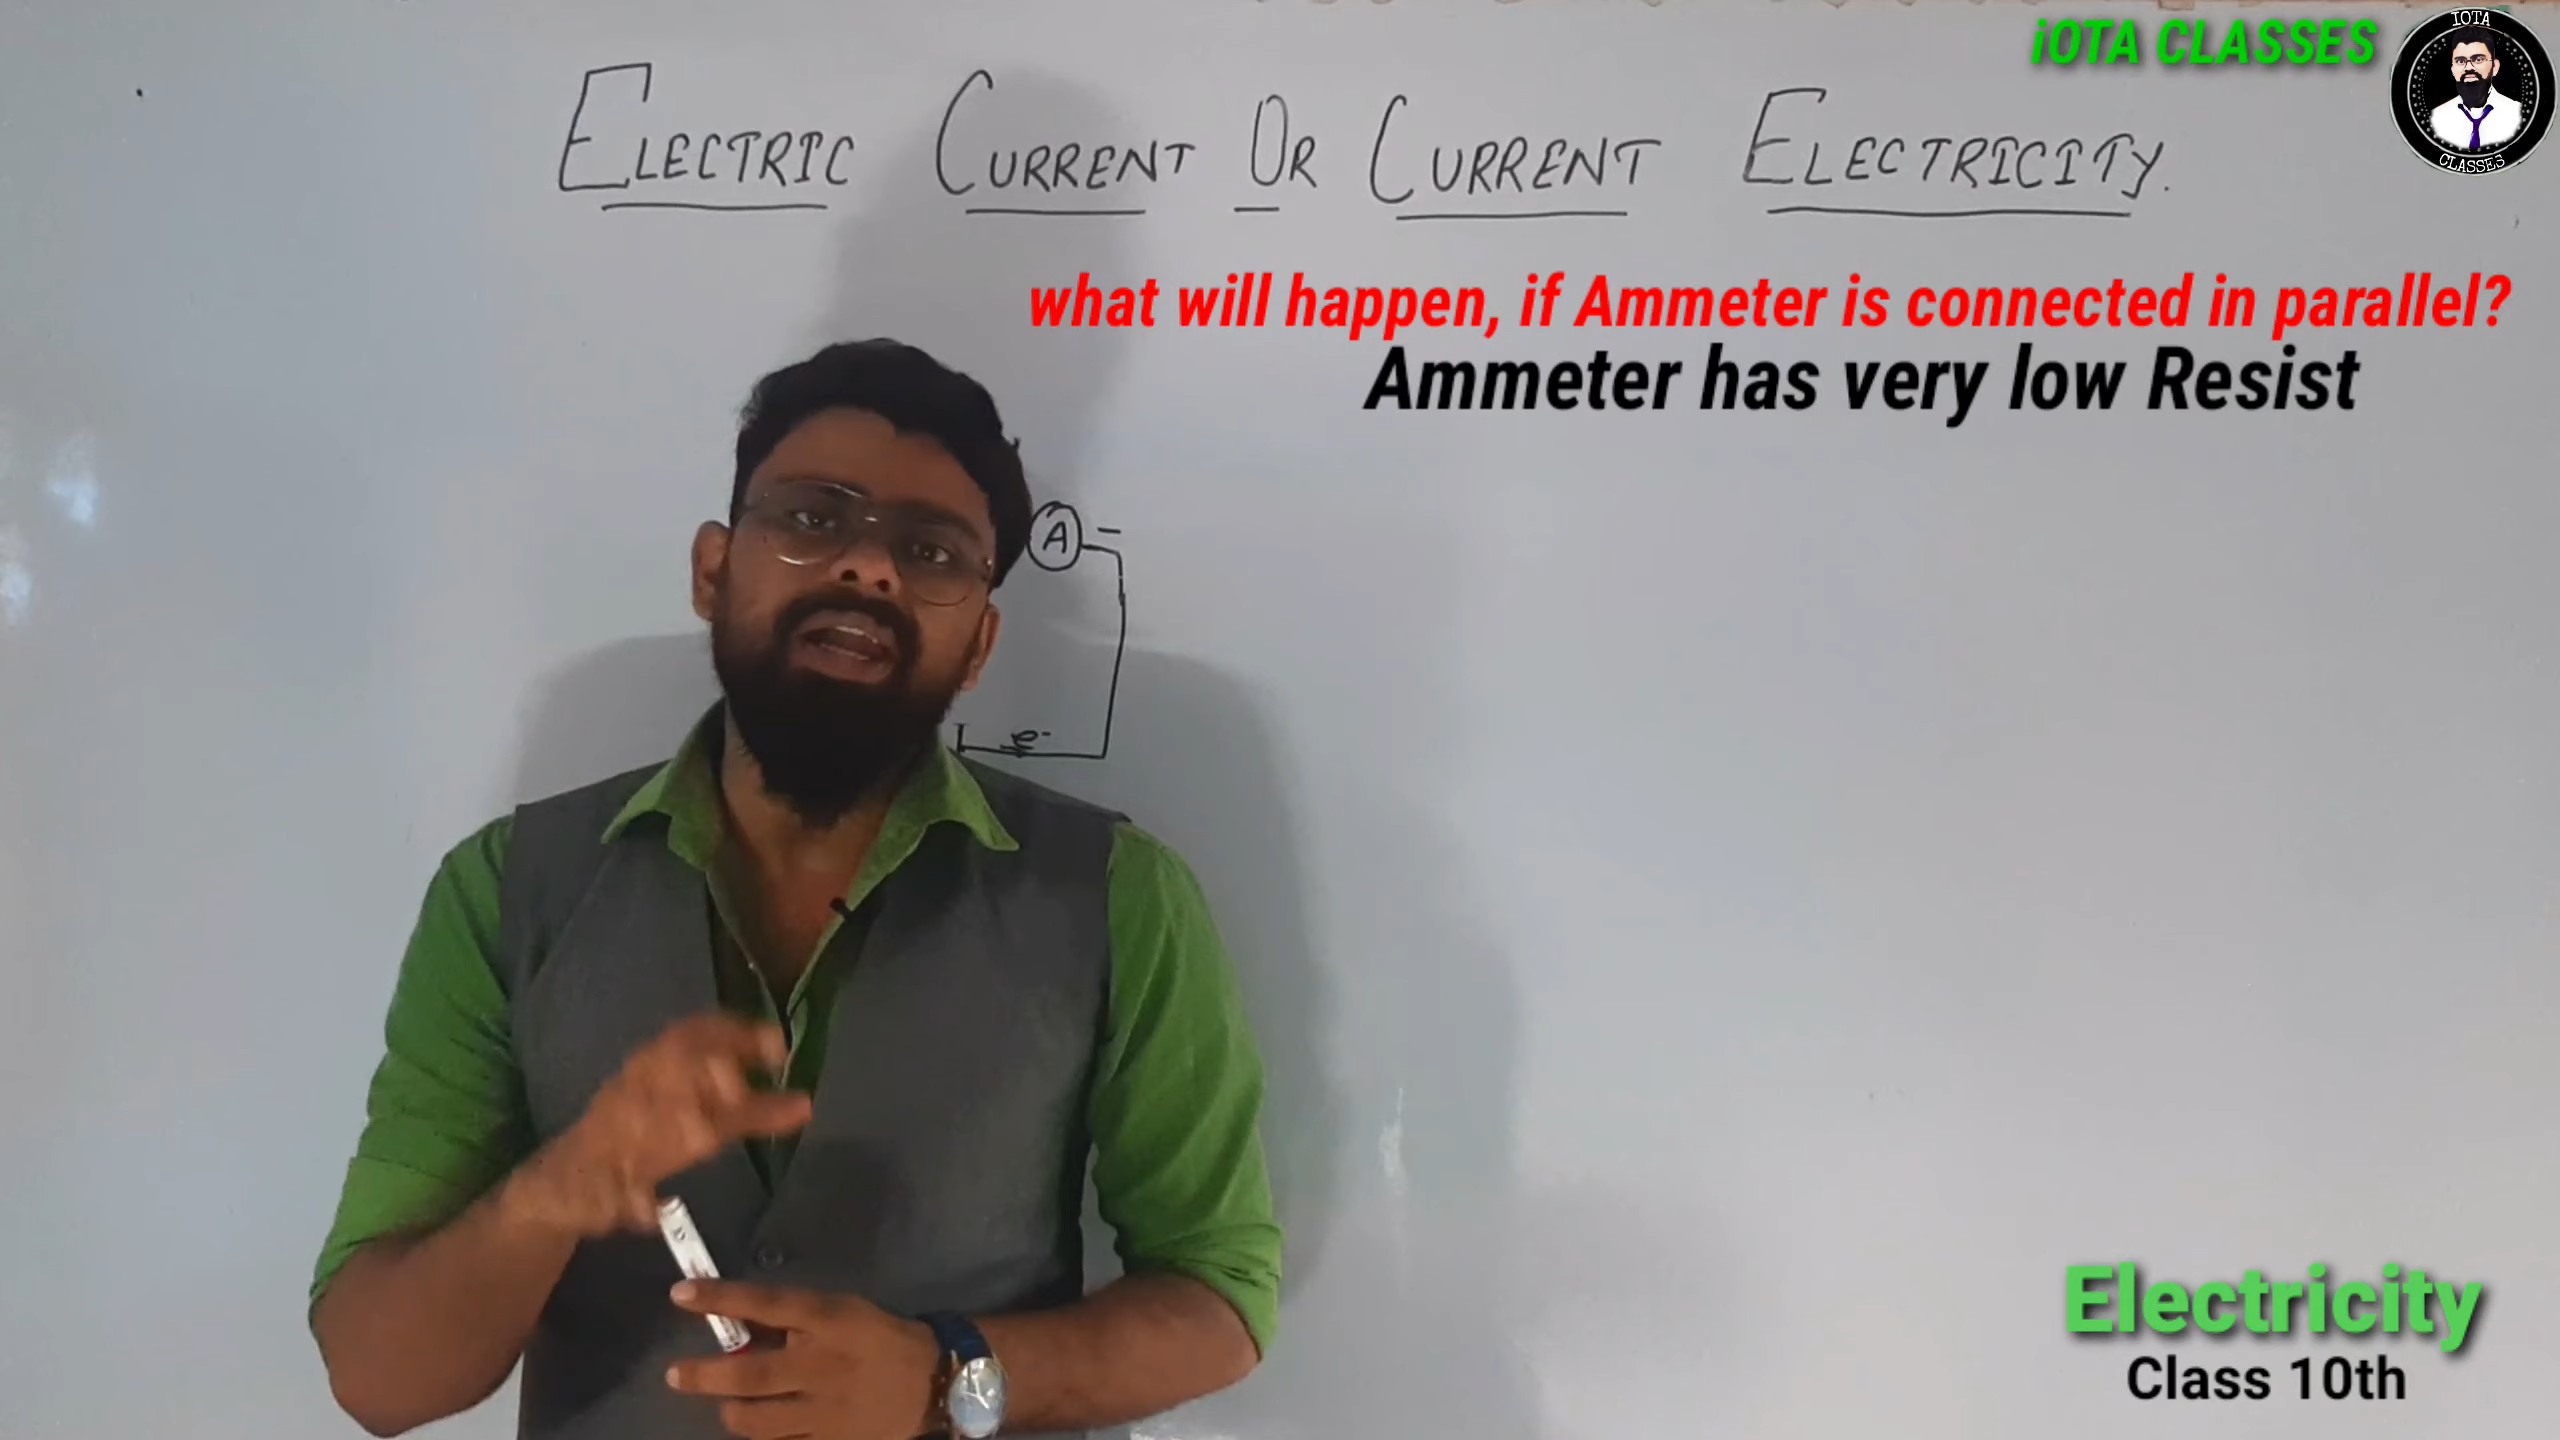 iOTA CLASSES
IOTA
CLASSES
ELECTRIC CURRENT OR CURRENT ELECTRICITY.
what will happen, if Ammeter is connected in parallel?
Ammeter has very low Resist
A -
e-
Electricity
Class 10th